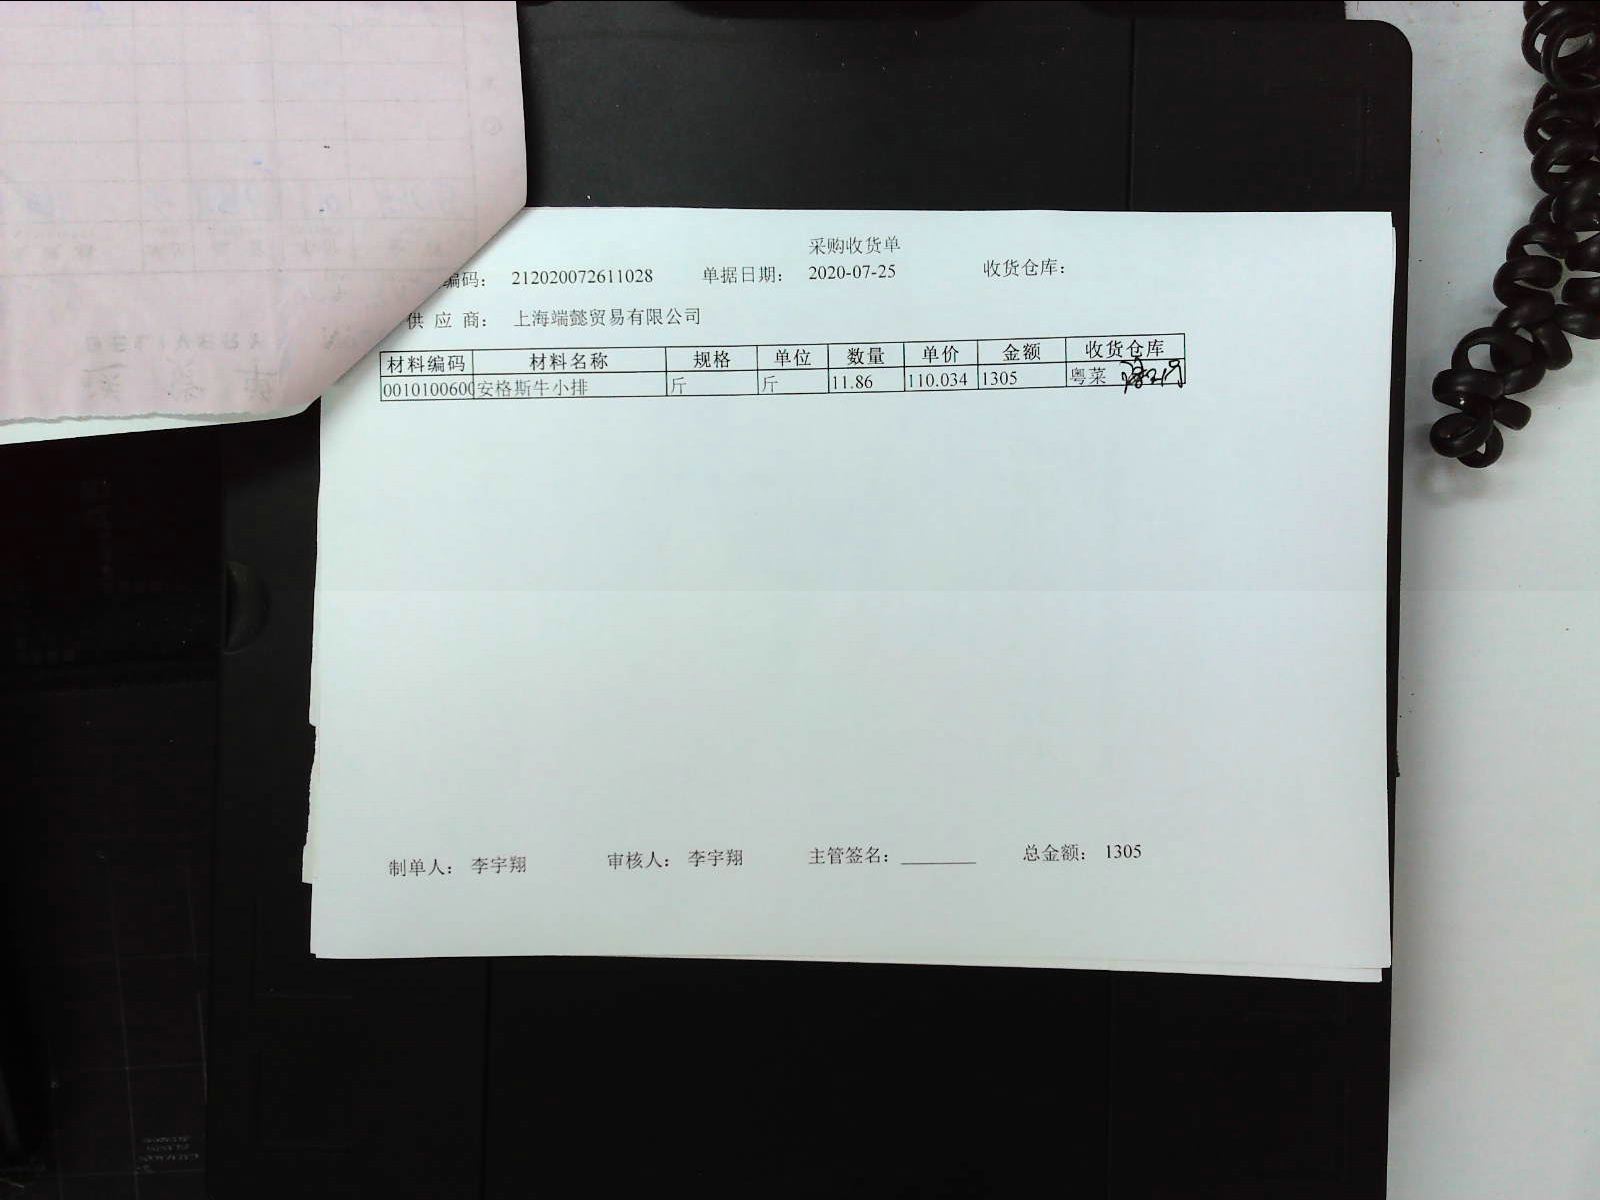 采购收货单
编码： 212020072611028 单据日期： 2020-07-25 收货仓库：
供 应 商： 上海端懿贸易有限公司
材料编码 材料名称 规格 单位 数量 单价 金额 收货仓库
0010100600 安格斯牛小排 斤 斤 11.86 110.034 1305 粤菜
制单人： 李宇翔 审核人： 李宇翔 主管签名： 总金额： 1305